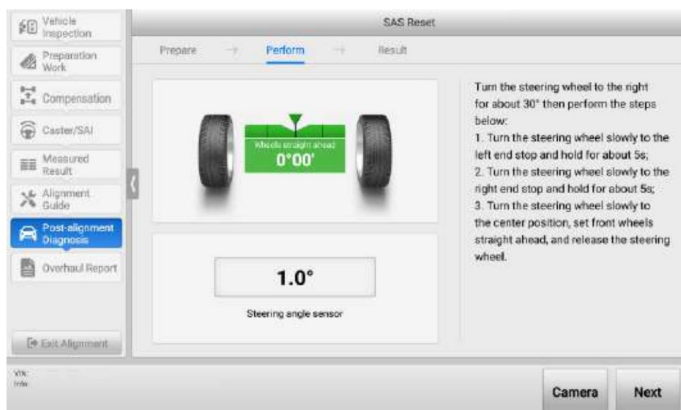 SAS Reset
Vehicle
Inspection
Preparation
Work
Compensation
Caster/SAI
Measured
Result
Alignment
Guide
Post-alignment
Diagnosis
Overhaul Report
Exit Alignment
Prepare → Perform → Result
Wheels straight ahead
0°00'
1.0°
Steering angle sensor
Turn the steering wheel to the right
for about 30° then perform the steps
below:
1. Turn the steering wheel slowly to the
left end stop and hold for about 5s;
2. Turn the steering wheel slowly to the
right end stop and hold for about 5s;
3. Turn the steering wheel slowly to
the center position, set front wheels
straight ahead, and release the steering
wheel.
VIN:
Info:
Camera
Next